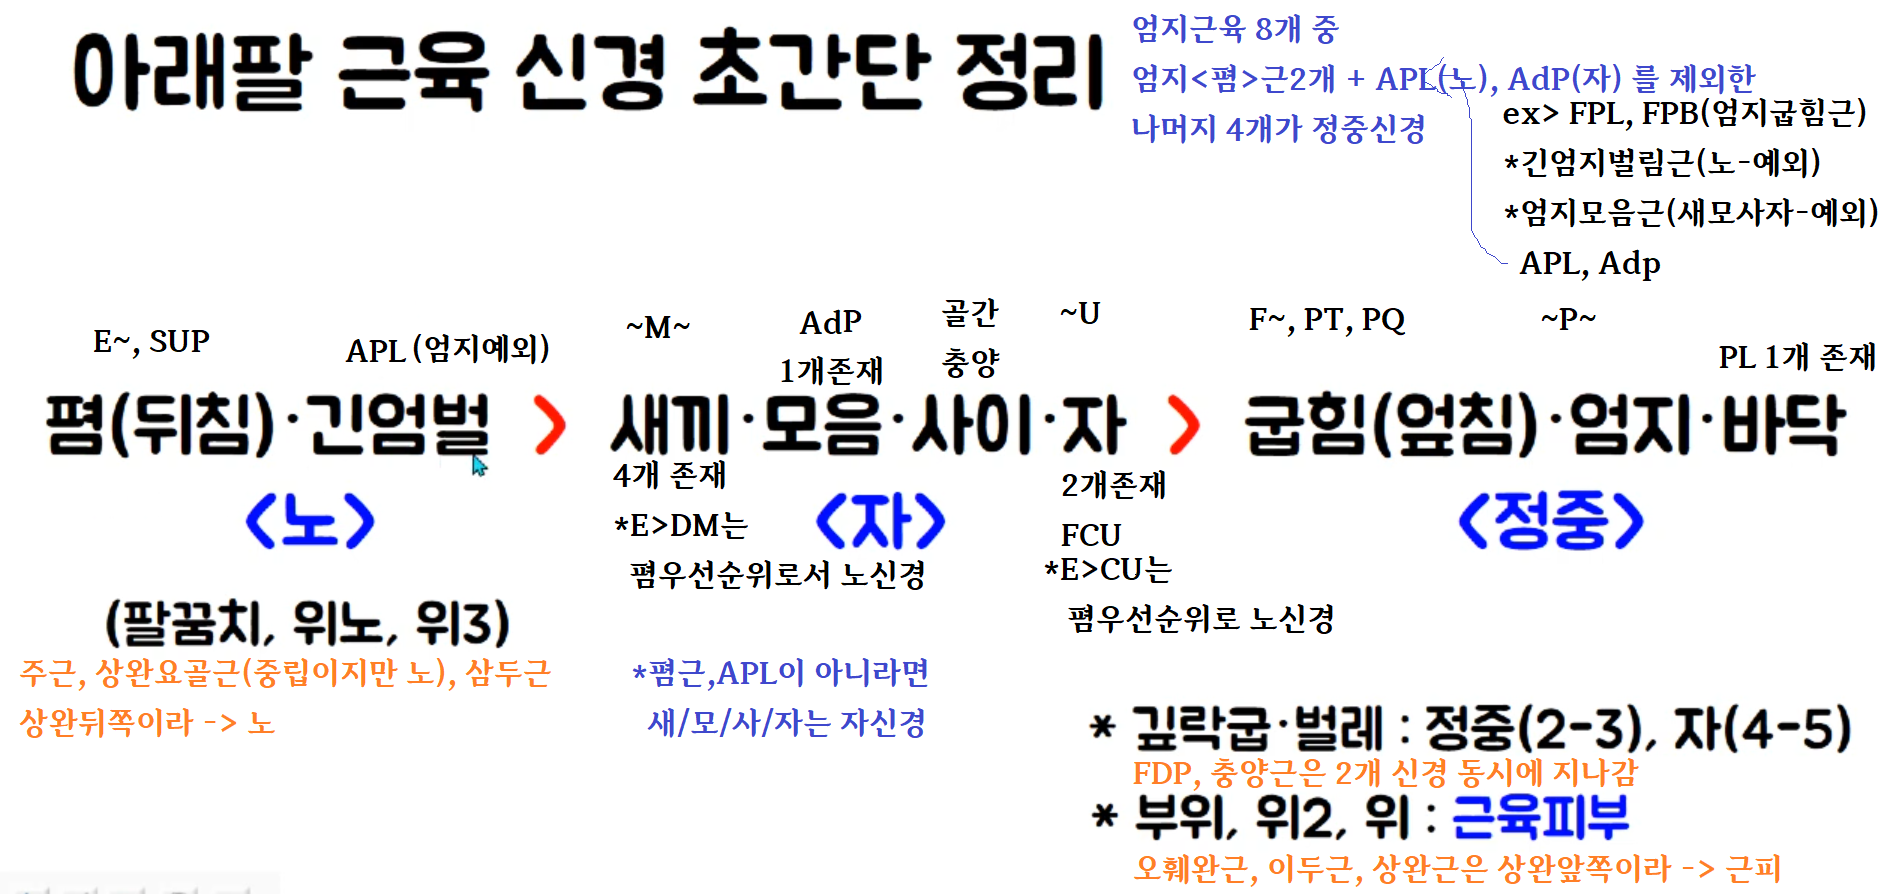 아래팔 근육 신경 초간단 정리
엄지근육 8개 중
엄지<폄>근2개 + APL(노), AdP(자) 를 제외한
나머지 4개가 정중신경
ex> FPL, FPB(엄지굽힘근)
*긴엄지벌림근(노-예외)
*엄지모음근(새모사자-예외)
APL, Adp
E~, SUP
APL (엄지예외)
~M~
AdP
1개존재
골간
충양
~U
F~, PT, PQ
~P~
PL 1개 존재
폄(뒤침)·긴엄벌 > 새끼·모음·사이·자 > 굽힘(엎침)·엄지·바닥
4개 존재
*E>DM는
폄우선순위로서 노신경
2개존재
FCU
*E>CU는
폄우선순위로 노신경
<노>
<자>
<정중>
(팔꿈치, 위노, 위3)
주근, 상완요골근(중립이지만 노), 삼두근
상완뒤쪽이라 -> 노
*폄근,APL이 아니라면
새/모/사/자는 자신경
* 깊락굽·벌레 : 정중(2-3), 자(4-5)
FDP, 충양근은 2개 신경 동시에 지나감
* 부위, 위2, 위 : 근육피부
오훼완근, 이두근, 상완근은 상완앞쪽이라 -> 근피